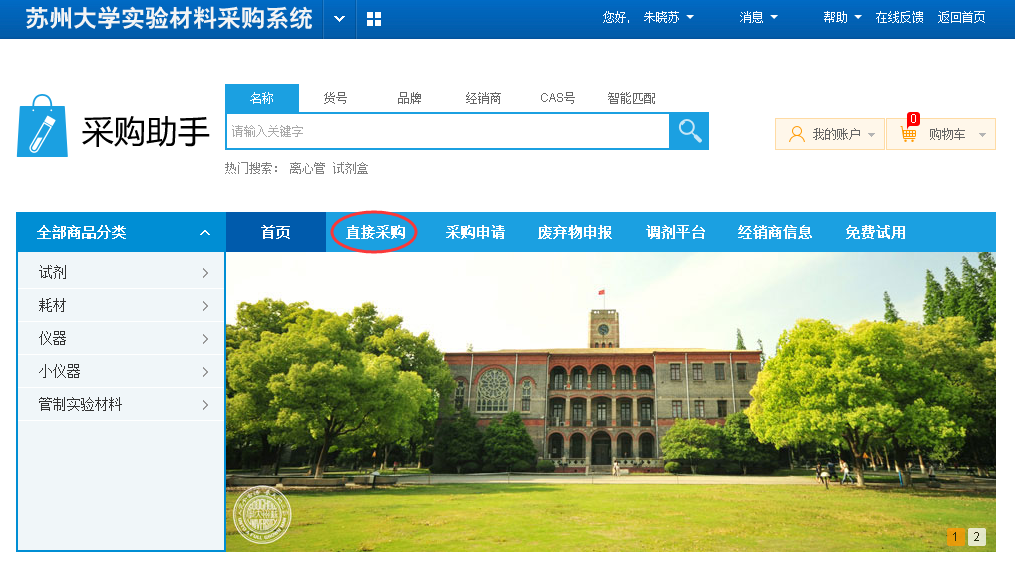 苏州大学实验材料采购系统
您好, 朱晓苏 消息 帮助 在线反馈 返回首页
采购助手
名称 货号 品牌 经销商 CAS号 智能匹配
请输入关键字
我的账户 0 购物车
热门搜索： 离心管 试剂盒
全部商品分类 首页 直接采购 采购申请 废弃物申报 调剂平台 经销商信息 免费试用
试剂
耗材
仪器
小仪器
管制实验材料
1 2